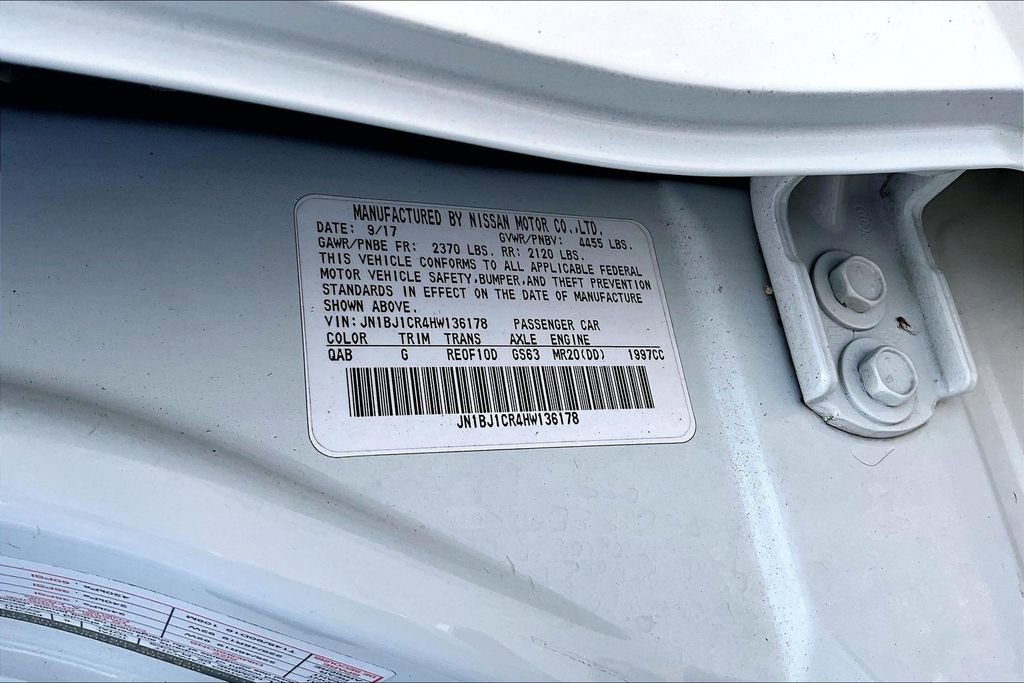 MANUFACTURED BY NISSAN MOTOR CO.,LTD.
DATE: 9/17 GVWR/PNBV: 4455 LBS.
GAWR/PNBE FR: 2370 LBS. RR: 2120 LBS.
THIS VEHICLE CONFORMS TO ALL APPLICABLE FEDERAL
MOTOR VEHICLE SAFETY,BUMPER,AND THEFT PREVENTION
STANDARDS IN EFFECT ON THE DATE OF MANUFACTURE
SHOWN ABOVE.
VIN:JN1BJ1CR4HW136178 PASSENGER CAR
COLOR TRIM TRANS AXLE ENGINE
QAB G RE0F10D GS63 MR20(DD) 1997CC
JN1BJ1CR4HW136178